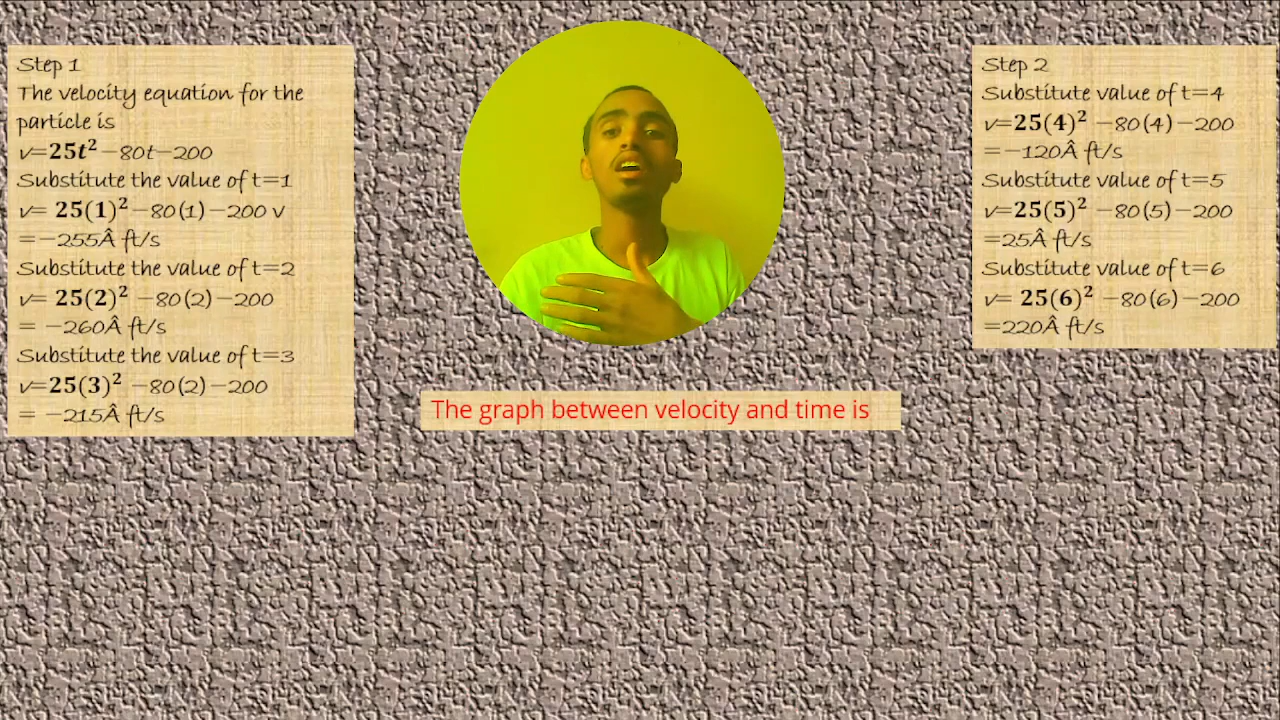 Step 1
The velocity equation for the
particle is
v=25t² −80t−200
Substitute the value of t=1
v= 25(1)² −80(1)−200 v
=−255Â ft/s
Substitute the value of t=2
v= 25(2)² −80(2)−200
= −260Â ft/s
Substitute the value of t=3
v=25(3)² −80(2)−200
= −215Â ft/s
The graph between velocity and time is
Step 2
Substitute value of t=4
v=25(4)² −80(4)−200
=−120Â ft/s
Substitute value of t=5
v=25(5)² −80(5)−200
=25Â ft/s
Substitute value of t=6
v= 25(6)² −80(6)−200
=220Â ft/s